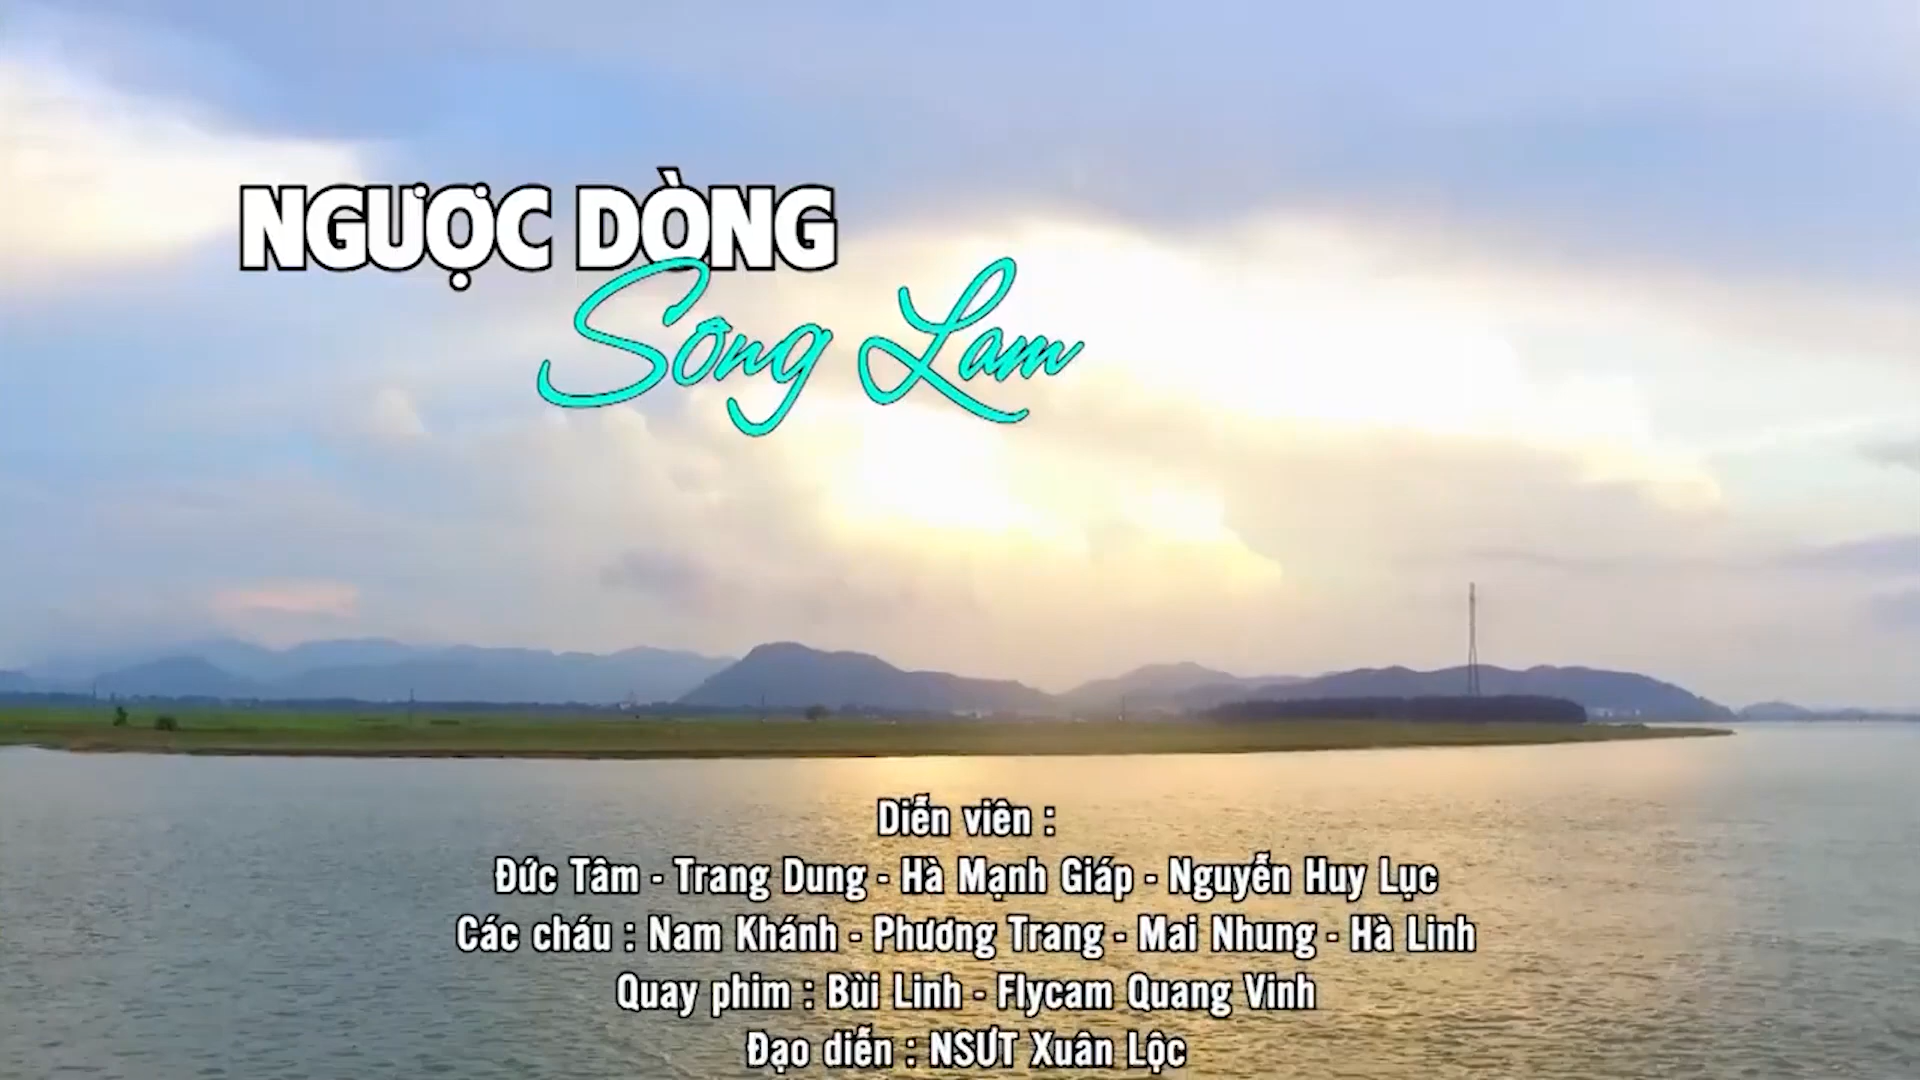 NGƯỢC DÒNG
Sông Lam
Diễn viên :
Đức Tâm - Trang Dung - Hà Mạnh Giáp - Nguyễn Huy Lục
Các cháu : Nam Khánh - Phương Trang - Mai Nhung - Hà Linh
Quay phim : Bùi Linh - Flycam Quang Vinh
Đạo diễn : NSƯT Xuân Lộc